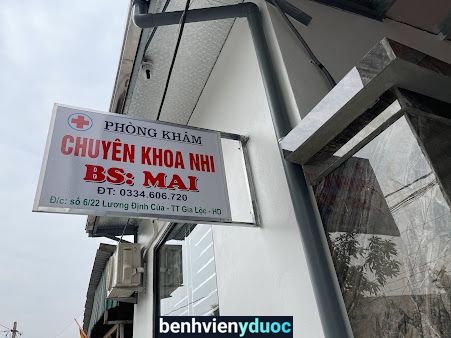 PHÒNG KHÁM
CHUYÊN KHOA NHI
BS: MAI
ĐT: 0334.606.720
Đ/c: số 6/22 Lương Định Của - TT Gia Lộc - HD
benhvienyduoc